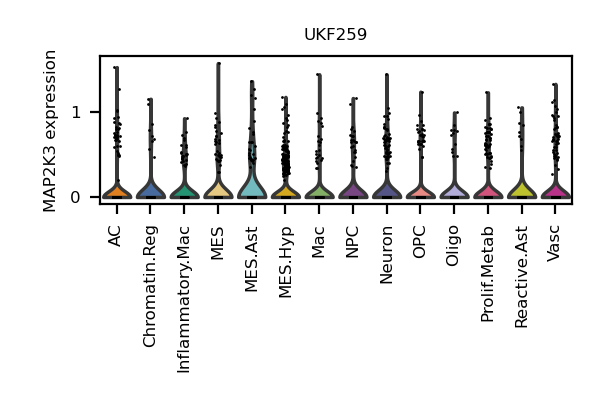 UKF259
MAP2K3 expression
1
0
AC
Chromatin.Reg
Inflammatory.Mac
MES
MES.Ast
MES.Hyp
Mac
NPC
Neuron
OPC
Oligo
Prolif.Metab
Reactive.Ast
Vasc